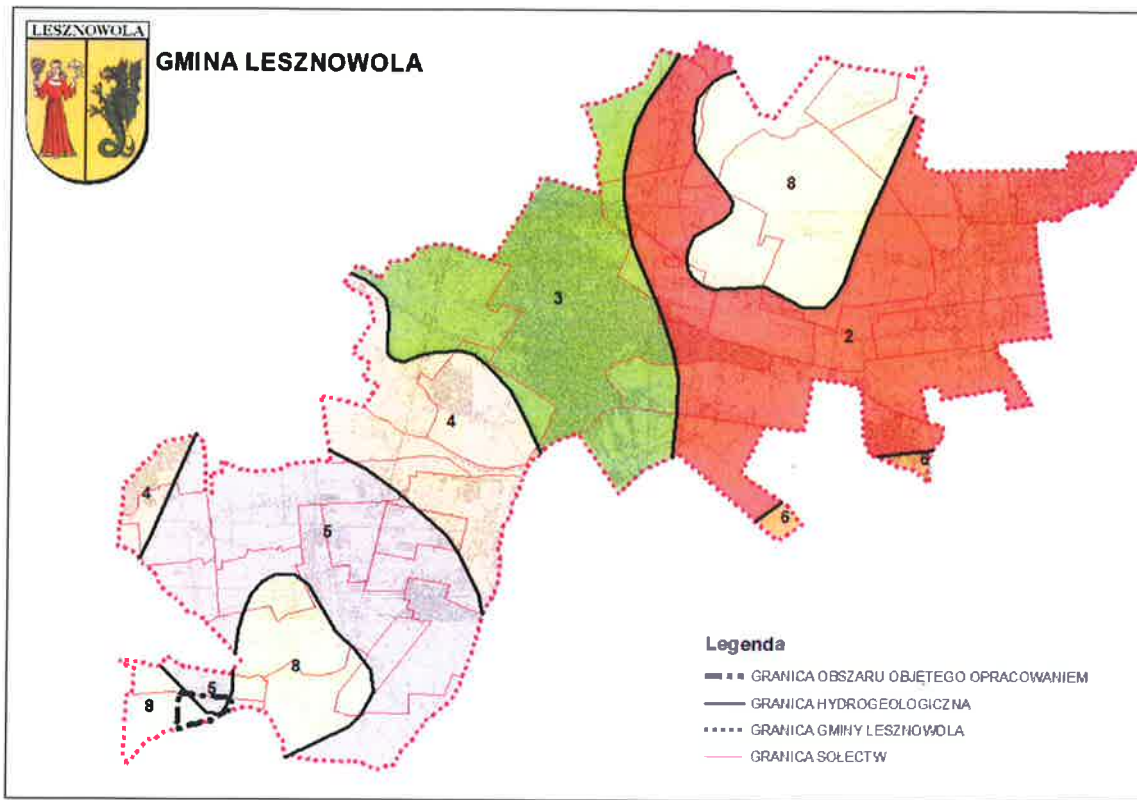 LESZNOWOLA
GMINA LESZNOWOLA
8
3
2
4
6
6
4
5
8
5
8
Legenda
GRANICA OBSZARU OBJĘTEGO OPRACOWANIEM
GRANICA HYDROGEOLOGICZNA
GRANICA GMINY LESZNOWOLA
GRANICA SOŁECTW